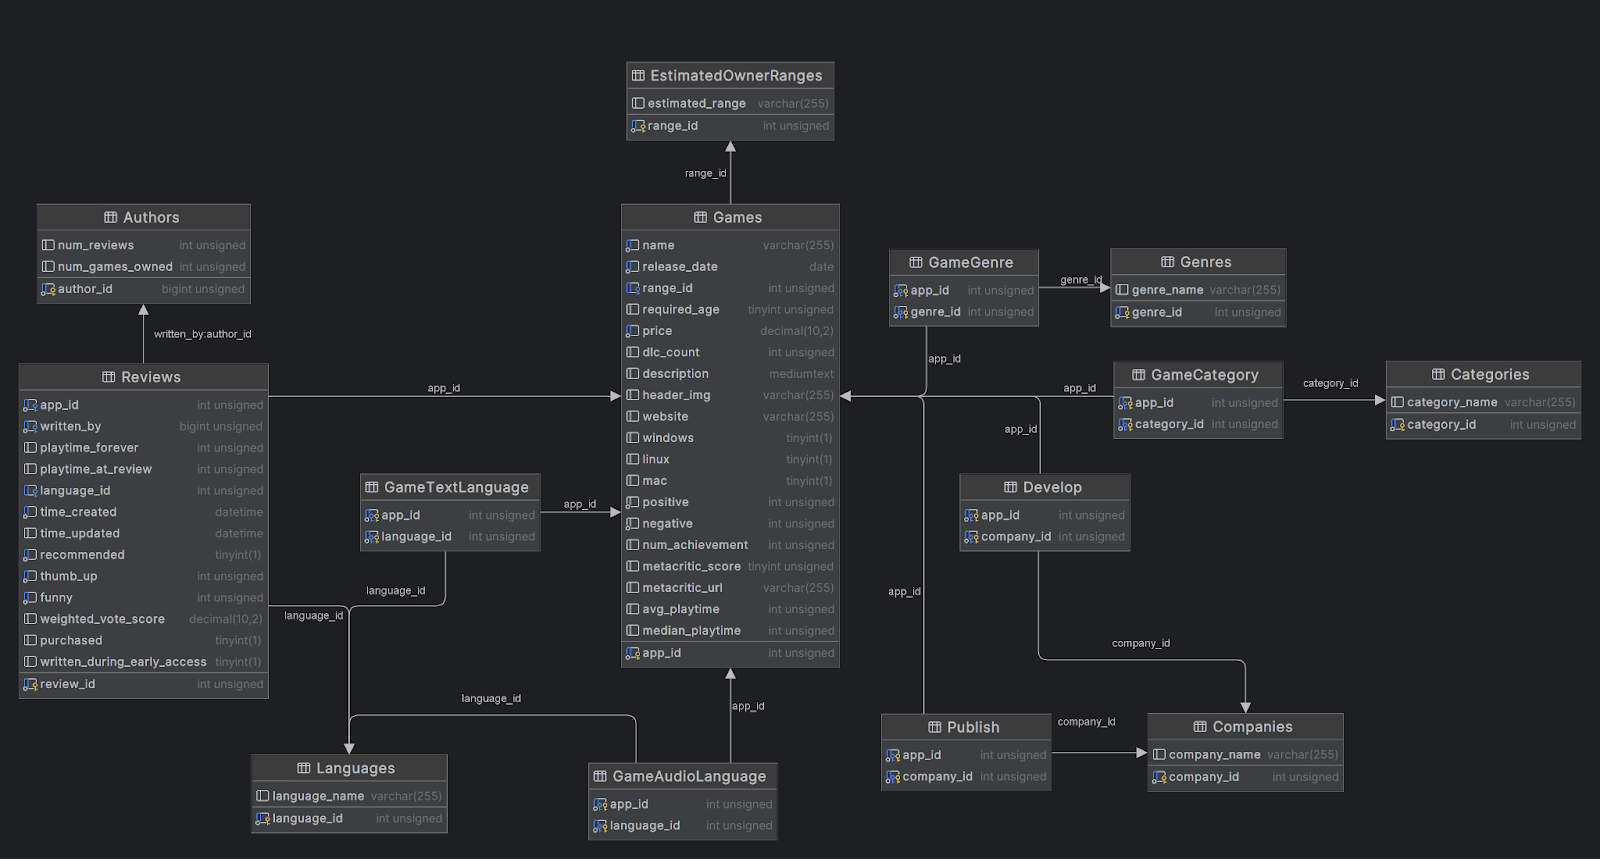 EstimatedOwnerRanges
estimated_range varchar(255)
range_id int unsigned
range_id
Authors
num_reviews int unsigned
num_games_owned int unsigned
author_id bigint unsigned
written_by:author_id
Reviews
app_id int unsigned
written_by bigint unsigned
playtime_forever int unsigned
playtime_at_review int unsigned
language_id int unsigned
time_created datetime
time_updated datetime
recommended tinyint(1)
thumb_up int unsigned
funny int unsigned
weighted_vote_score decimal(10,2)
purchased tinyint(1)
written_during_early_access tinyint(1)
review_id int unsigned
app_id
language_id
GameTextLanguage
app_id int unsigned
language_id int unsigned
app_id
language_id
Games
name varchar(255)
release_date date
range_id int unsigned
required_age tinyint unsigned
price decimal(10,2)
dlc_count int unsigned
description mediumtext
header_img varchar(255)
website varchar(255)
windows tinyint(1)
linux tinyint(1)
mac tinyint(1)
positive int unsigned
negative int unsigned
num_achievement int unsigned
metacritic_score tinyint unsigned
metacritic_url varchar(255)
avg_playtime int unsigned
median_playtime int unsigned
app_id int unsigned
GameGenre
app_id int unsigned
genre_id int unsigned
genre_id
app_id
Genres
genre_name varchar(255)
genre_id int unsigned
GameCategory
app_id int unsigned
category_id int unsigned
app_id
category_id
Categories
category_name varchar(255)
category_id int unsigned
Develop
app_id int unsigned
company_id int unsigned
app_id
company_id
Publish
app_id int unsigned
company_id int unsigned
app_id
company_id
Companies
company_name varchar(255)
company_id int unsigned
Languages
language_name varchar(255)
language_id int unsigned
GameAudioLanguage
app_id int unsigned
language_id int unsigned
language_id
app_id